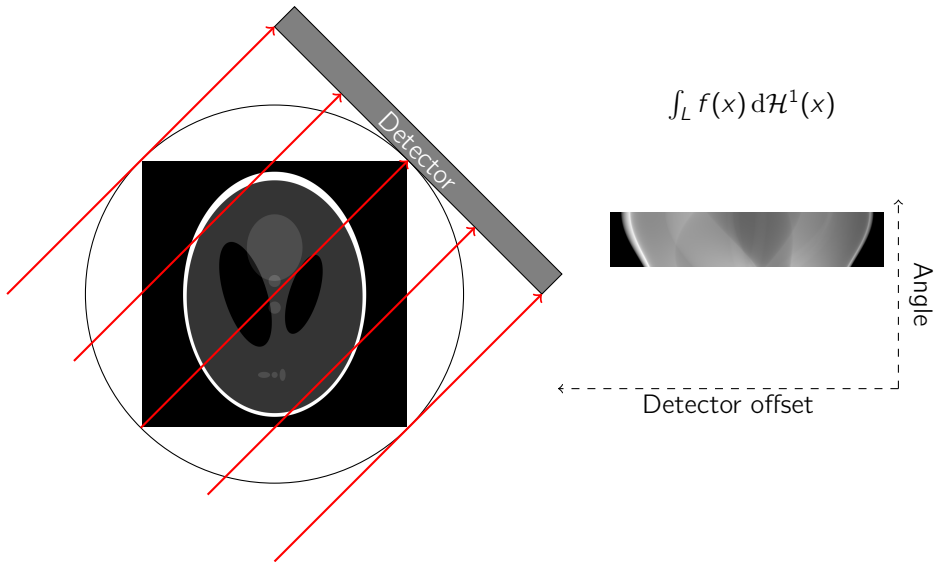 Detector
∫_L f(x) dℋ¹(x)
Angle
Detector offset